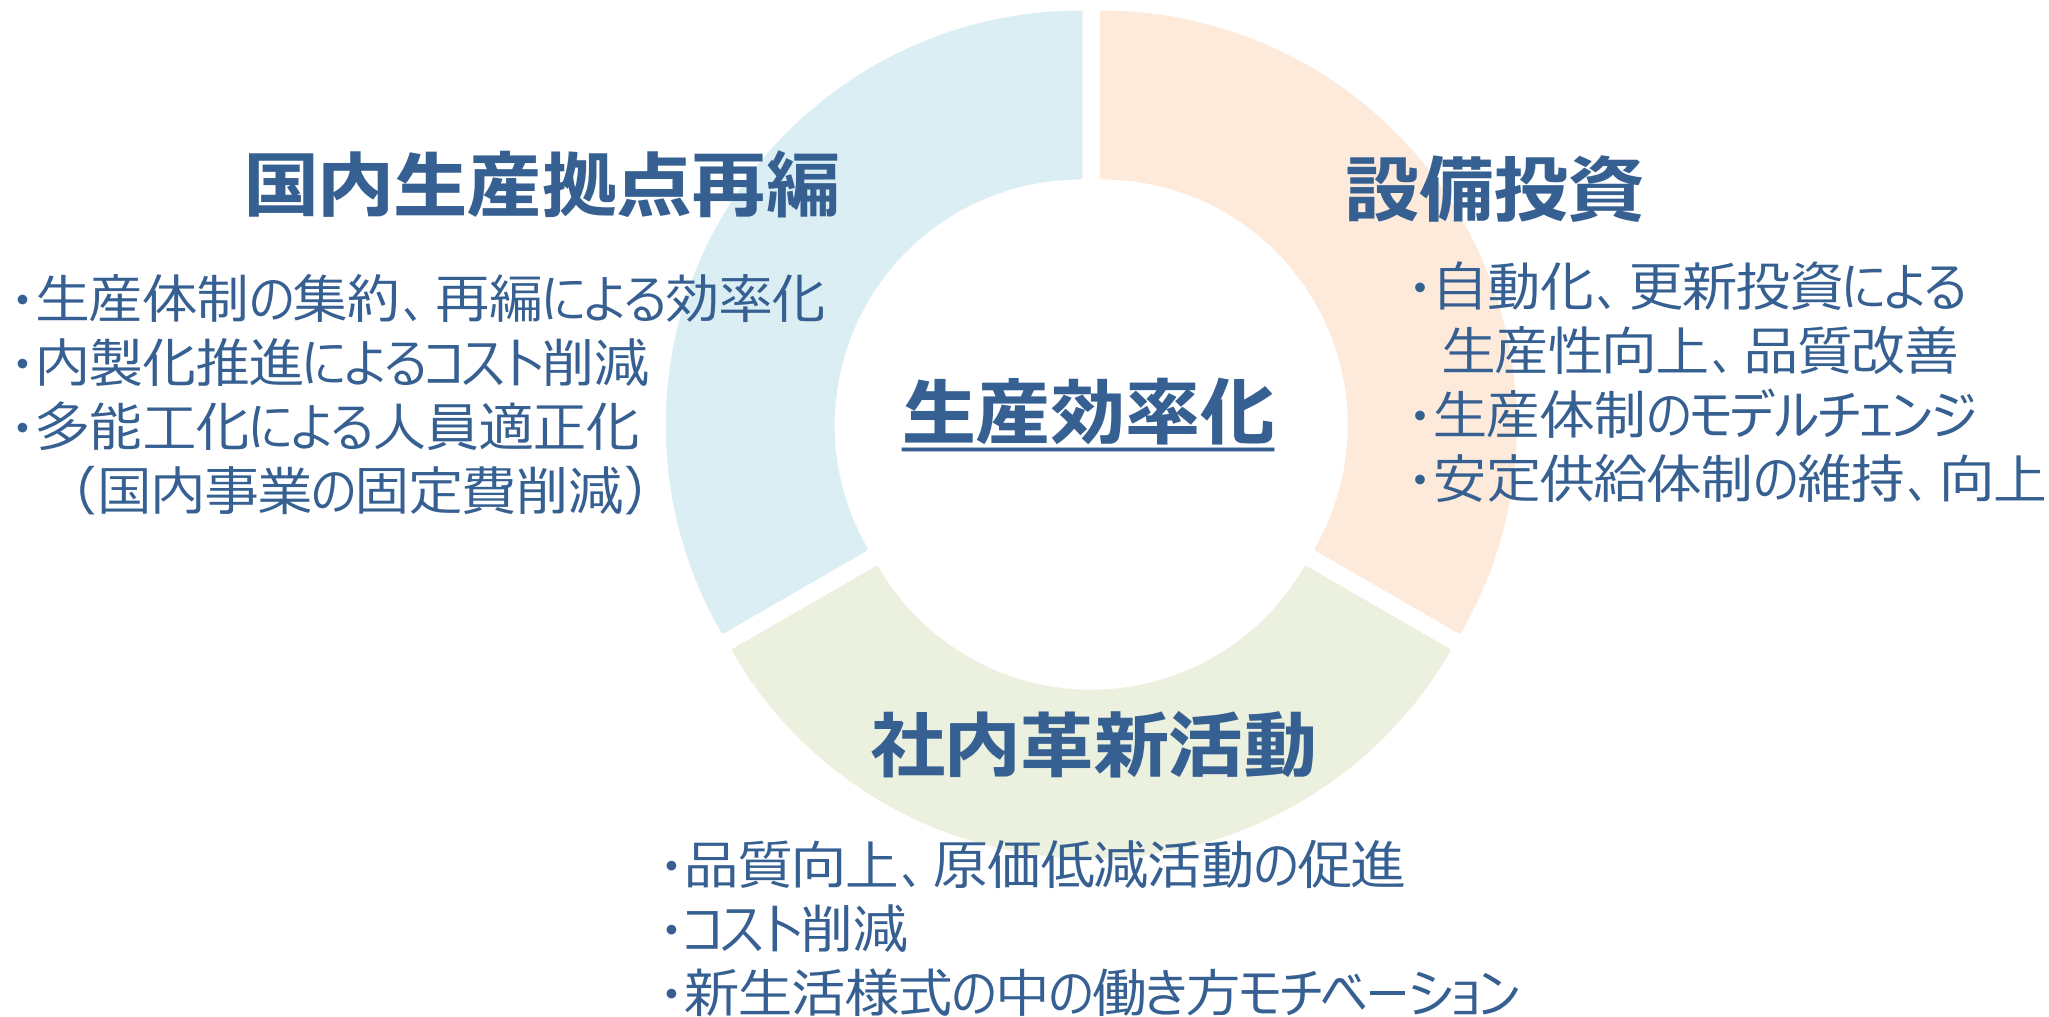 国内生産拠点再編
・生産体制の集約、再編による効率化
・内製化推進によるコスト削減
・多能工化による人員適正化
（国内事業の固定費削減）
設備投資
・自動化、更新投資による
生産性向上、品質改善
・生産体制のモデルチェンジ
・安定供給体制の維持、向上
生産効率化
社内革新活動
・品質向上、原価低減活動の促進
・コスト削減
・新生活様式の中の働き方モチベーション